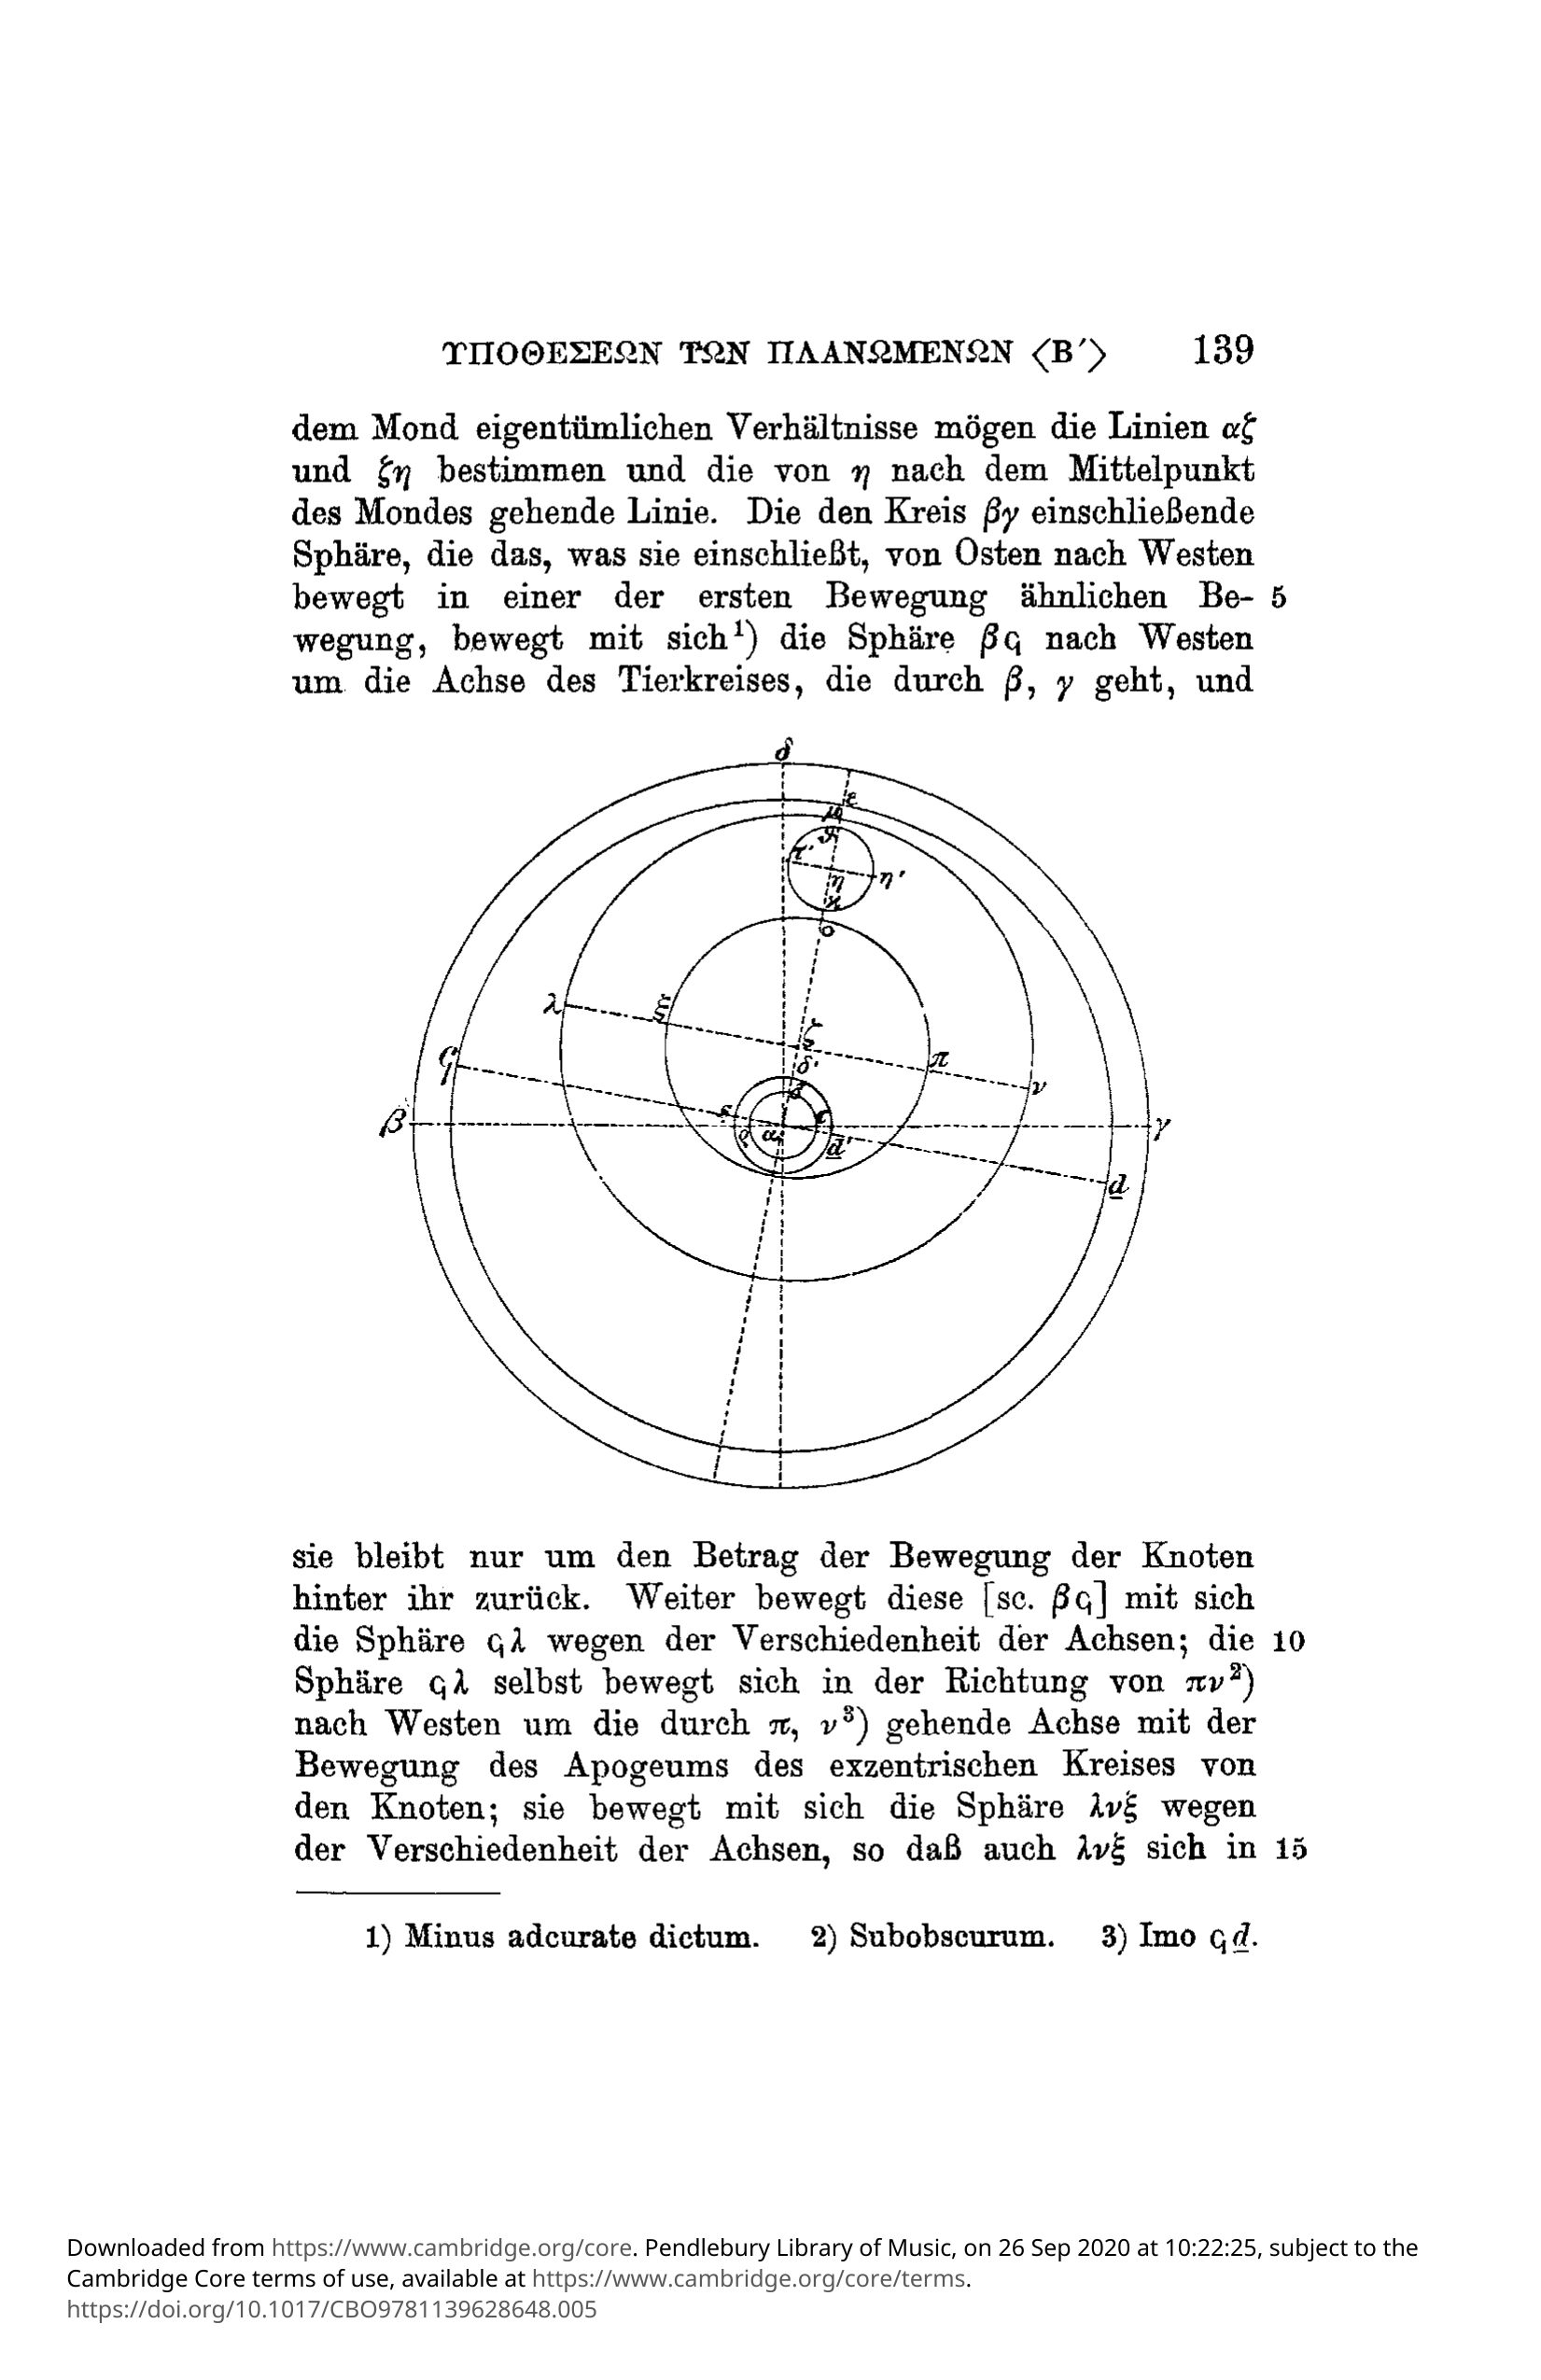 ΥΠΟΘΕΣΕΩΝ ΤΩΝ ΠΛΑΝΩΜΕΝΩΝ ⟨Β′⟩ 139
dem Mond eigentümlichen Verhältnisse mögen die Linien αζ
und ζη bestimmen und die von η nach dem Mittelpunkt
des Mondes gehende Linie. Die den Kreis βγ einschließende
Sphäre, die das, was sie einschließt, von Osten nach Westen
bewegt in einer der ersten Bewegung ähnlichen Be- 5
wegung, bewegt mit sich¹) die Sphäre βϥ nach Westen
um die Achse des Tierkreises, die durch β, γ geht, und
δ
ε
μ
ϑ
τ′
η′
η
κ
ο
λ
ξ
ζ
δ′
π
ν
ϥ
β
ρ
α
d′
γ
d
sie bleibt nur um den Betrag der Bewegung der Knoten
hinter ihr zurück. Weiter bewegt diese [sc. βϥ] mit sich
die Sphäre ϥλ wegen der Verschiedenheit der Achsen; die 10
Sphäre ϥλ selbst bewegt sich in der Richtung von πν²)
nach Westen um die durch π, ν³) gehende Achse mit der
Bewegung des Apogeums des exzentrischen Kreises von
den Knoten; sie bewegt mit sich die Sphäre λνξ wegen
der Verschiedenheit der Achsen, so daß auch λνξ sich in 15
1) Minus adcurate dictum. 2) Subobscurum. 3) Imo ϥd.
Downloaded from https://www.cambridge.org/core. Pendlebury Library of Music, on 26 Sep 2020 at 10:22:25, subject to the
Cambridge Core terms of use, available at https://www.cambridge.org/core/terms.
https://doi.org/10.1017/CBO9781139628648.005